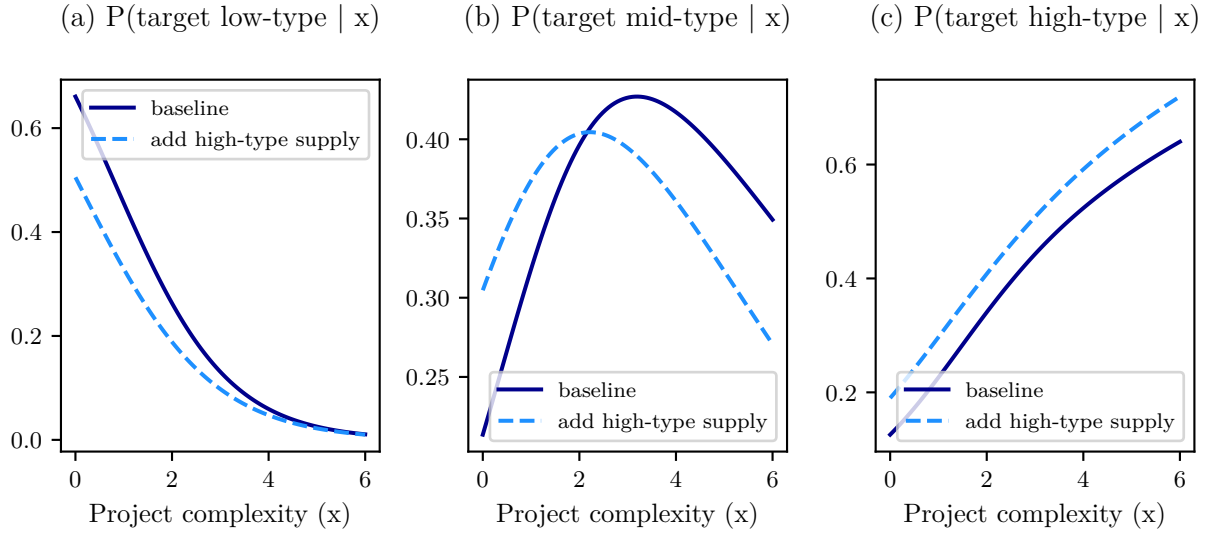 (a) P(target low-type | x)
0.6
0.4
0.2
0.0
0 2 4 6
Project complexity (x)
baseline
add high-type supply
(b) P(target mid-type | x)
0.40
0.35
0.30
0.25
0 2 4 6
Project complexity (x)
baseline
add high-type supply
(c) P(target high-type | x)
0.6
0.4
0.2
0 2 4 6
Project complexity (x)
baseline
add high-type supply